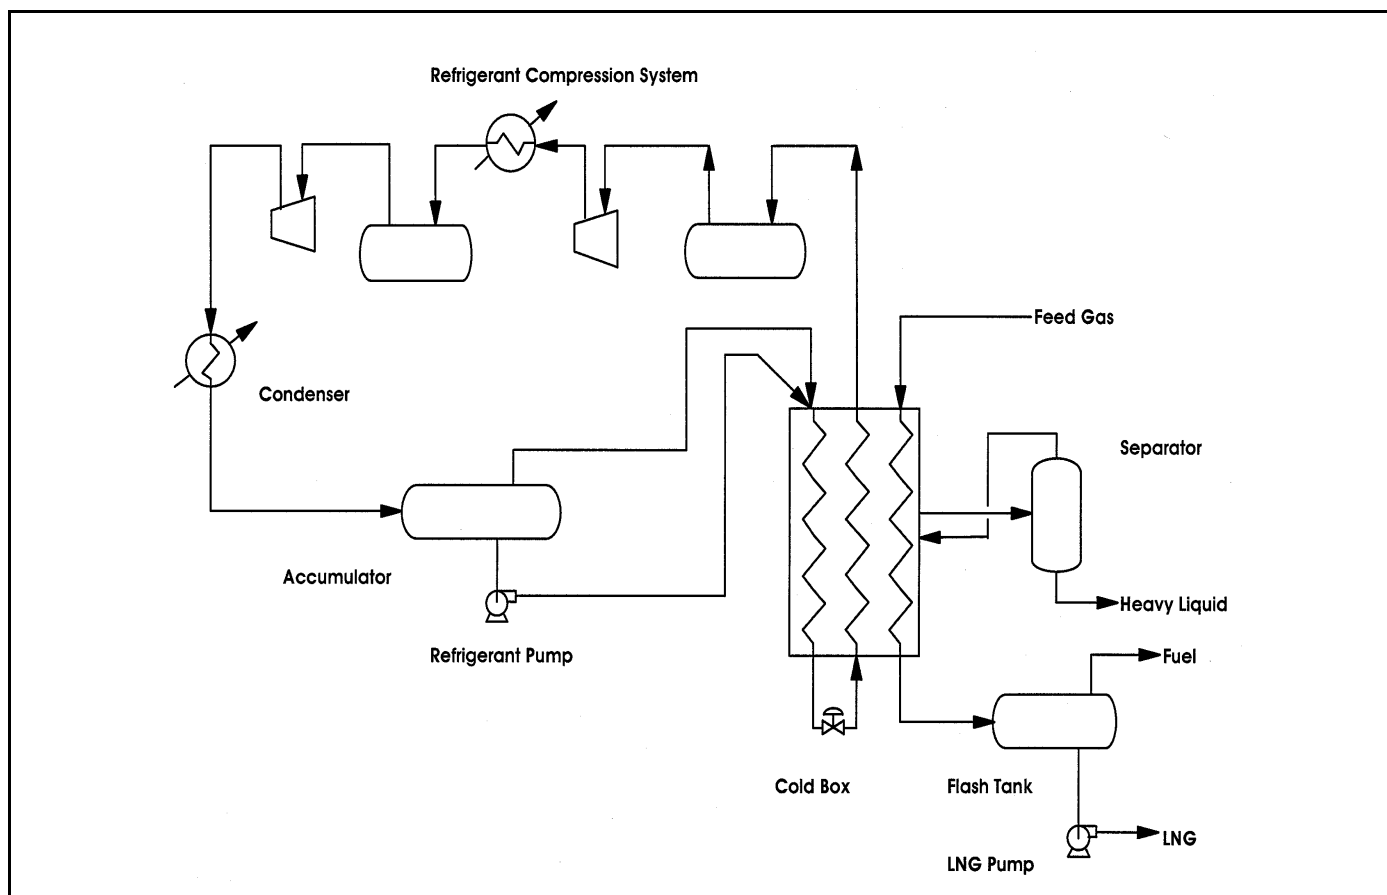 Refrigerant Compression System
Feed Gas
Condenser
Separator
Accumulator
Heavy Liquid
Refrigerant Pump
Fuel
Cold Box
Flash Tank
LNG
LNG Pump